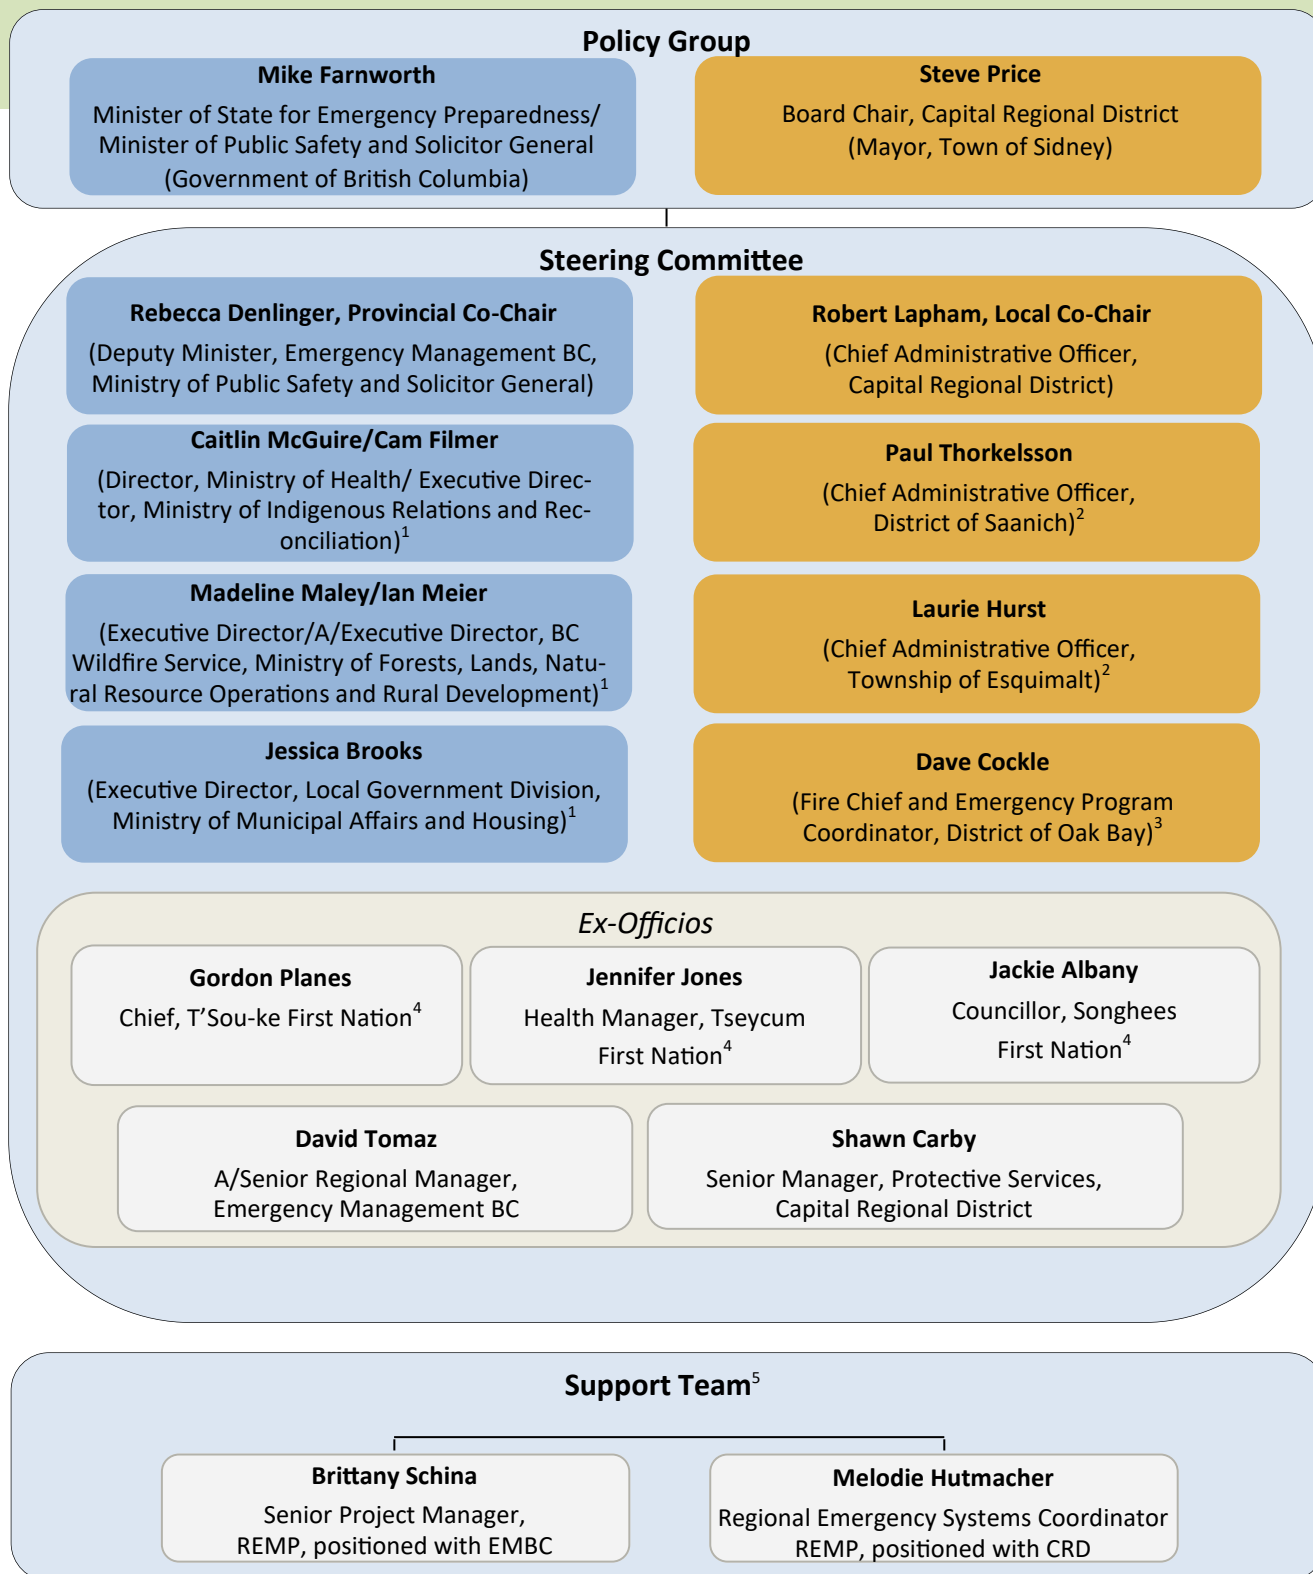 Policy Group
Mike Farnworth
Minister of State for Emergency Preparedness/
Minister of Public Safety and Solicitor General
(Government of British Columbia)
Steve Price
Board Chair, Capital Regional District
(Mayor, Town of Sidney)
Steering Committee
Rebecca Denlinger, Provincial Co-Chair
(Deputy Minister, Emergency Management BC,
Ministry of Public Safety and Solicitor General)
Robert Lapham, Local Co-Chair
(Chief Administrative Officer,
Capital Regional District)
Caitlin McGuire/Cam Filmer
(Director, Ministry of Health/ Executive Direc-
tor, Ministry of Indigenous Relations and Rec-
onciliation)1
Paul Thorkelsson
(Chief Administrative Officer,
District of Saanich)2
Madeline Maley/Ian Meier
(Executive Director/A/Executive Director, BC
Wildfire Service, Ministry of Forests, Lands, Natu-
ral Resource Operations and Rural Development)1
Laurie Hurst
(Chief Administrative Officer,
Township of Esquimalt)2
Jessica Brooks
(Executive Director, Local Government Division,
Ministry of Municipal Affairs and Housing)1
Dave Cockle
(Fire Chief and Emergency Program
Coordinator, District of Oak Bay)3
Ex-Officios
Gordon Planes
Chief, T'Sou-ke First Nation4
Jennifer Jones
Health Manager, Tseycum
First Nation4
Jackie Albany
Councillor, Songhees
First Nation4
David Tomaz
A/Senior Regional Manager,
Emergency Management BC
Shawn Carby
Senior Manager, Protective Services,
Capital Regional District
Support Team5
Brittany Schina
Senior Project Manager,
REMP, positioned with EMBC
Melodie Hutmacher
Regional Emergency Systems Coordinator
REMP, positioned with CRD